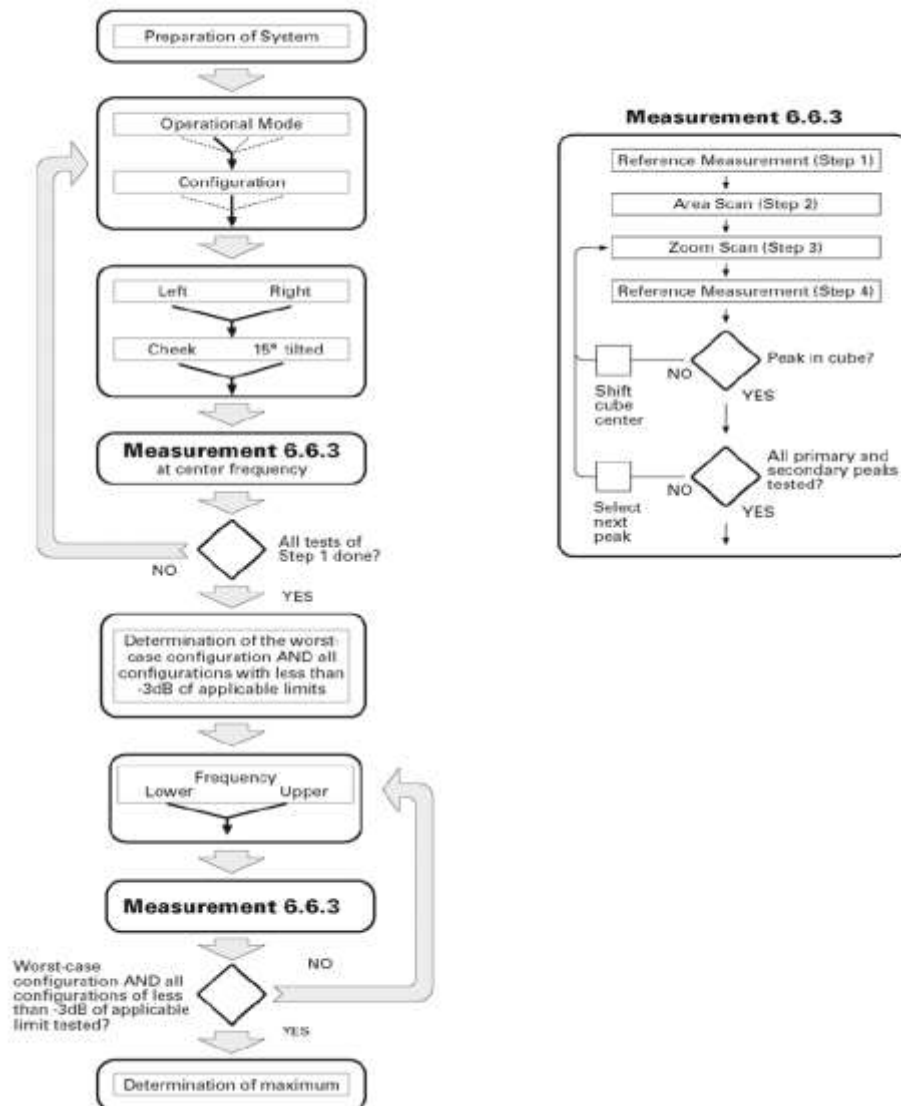 Preparation of System
Operational Mode
Configuration
Left Right
Cheek 15° tilted
Measurement 6.6.3
at center frequency
All tests of
Step 1 done?
NO
YES
Determination of the worst-
case configuration AND all
configurations with less than
-3dB of applicable limits
Frequency
Lower Upper
Measurement 6.6.3
Worst-case
configuration AND all
configurations of less
than -3dB of applicable
limit tested?
NO
YES
Determination of maximum
Measurement 6.6.3
Reference Measurement (Step 1)
Area Scan (Step 2)
Zoom Scan (Step 3)
Reference Measurement (Step 4)
Peak in cube?
NO
YES
Shift
cube
center
All primary and
secondary peaks
tested?
NO
YES
Select
next
peak